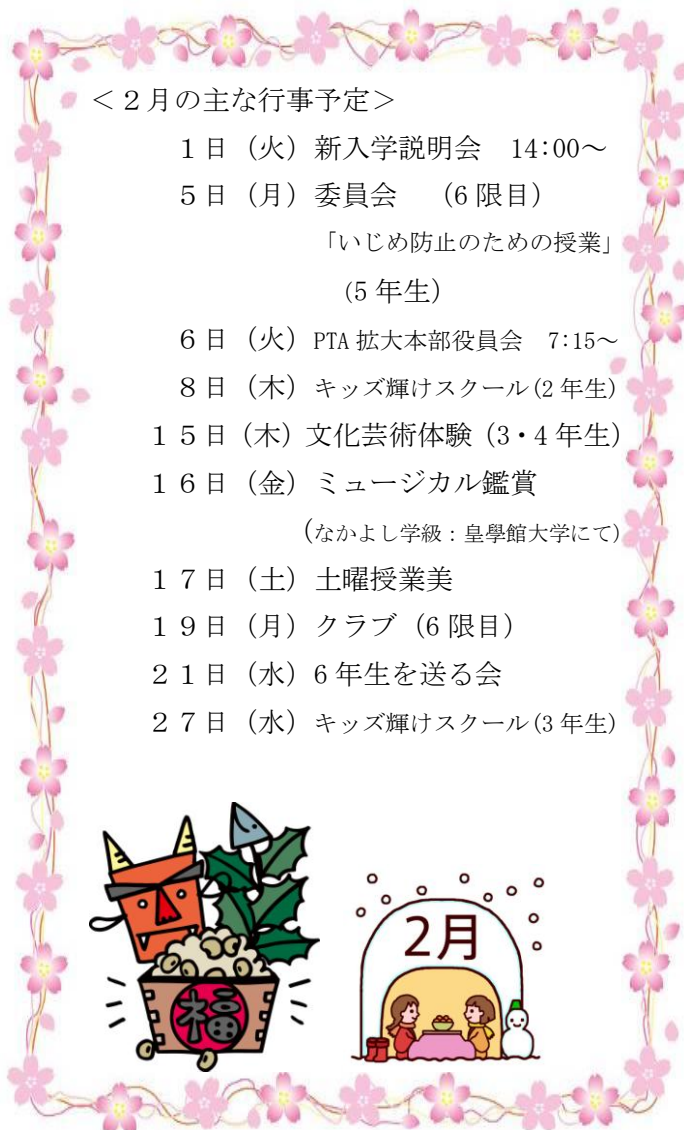 ＜２月の主な行事予定＞
１日（火）新入学説明会　14:00～
５日（月）委員会　（6限目）
「いじめ防止のための授業」
（5年生）
６日（火）PTA拡大本部役員会　7:15～
８日（木）キッズ輝けスクール(2年生)
１５日（木）文化芸術体験（3・4年生）
１６日（金）ミュージカル鑑賞
（なかよし学級：皇學館大学にて）
１７日（土）土曜授業美
１９日（月）クラブ（6限目）
２１日（水）6年生を送る会
２７日（水）キッズ輝けスクール(3年生)
福
2月